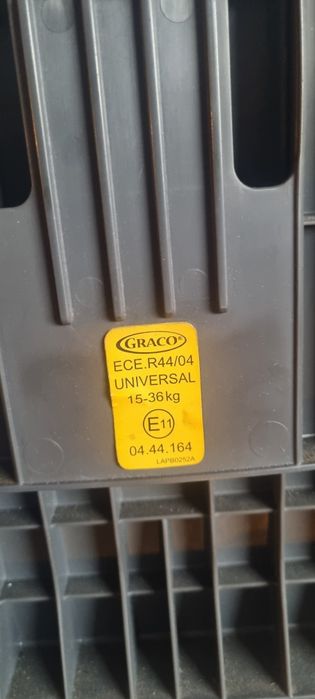 GRACO®
ECE.R44/04
UNIVERSAL
15-36kg
E11
04.44.164
LAPB0252A